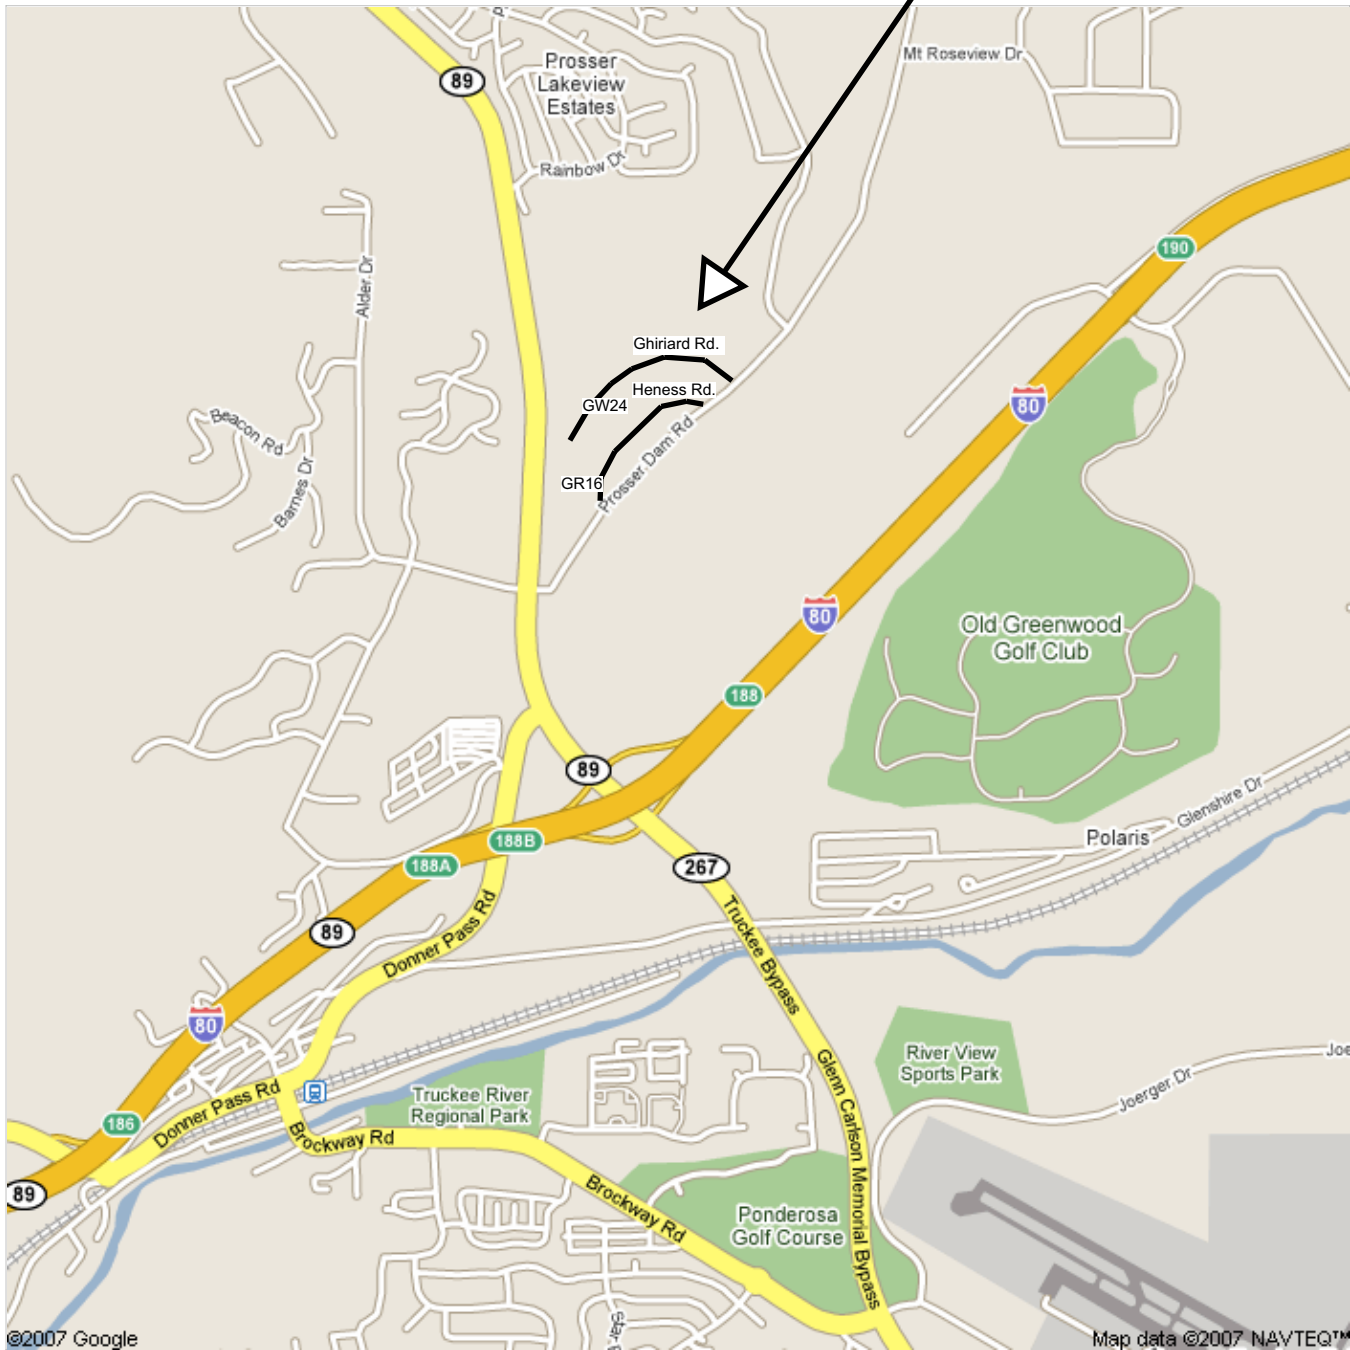 89
Prosser
Lakeview
Estates
Mt Roseview Dr
Rainbow Dr
190
Alder Dr
Ghiriard Rd.
Heness Rd.
GW24
80
Beacon Rd
Barnes Dr
Prosser Dam Rd
GR16
80
Old Greenwood
Golf Club
188
89
Glenshire Dr
Polaris
188B
188A
267
89
Donner Pass Rd
Truckee Bypass
80
River View
Sports Park
Joe
Joerger Dr
Glenn Carlson Memorial Bypass
Truckee River
Regional Park
186
Donner Pass Rd
Brockway Rd
89
Brockway Rd
Ponderosa
Golf Course
©2007 Google
Map data ©2007 NAVTEQ™